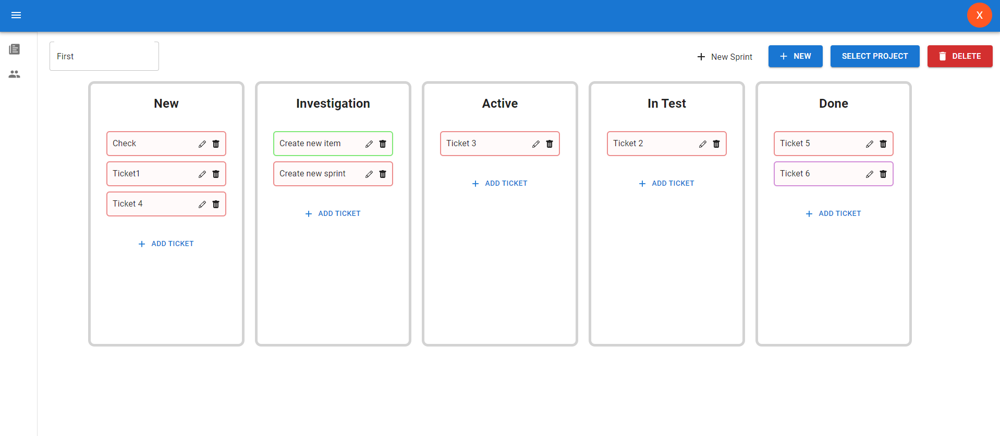 X
First
New Sprint
NEW
SELECT PROJECT
DELETE
New
Check
Ticket1
Ticket 4
ADD TICKET
Investigation
Create new item
Create new sprint
ADD TICKET
Active
Ticket 3
ADD TICKET
In Test
Ticket 2
ADD TICKET
Done
Ticket 5
Ticket 6
ADD TICKET